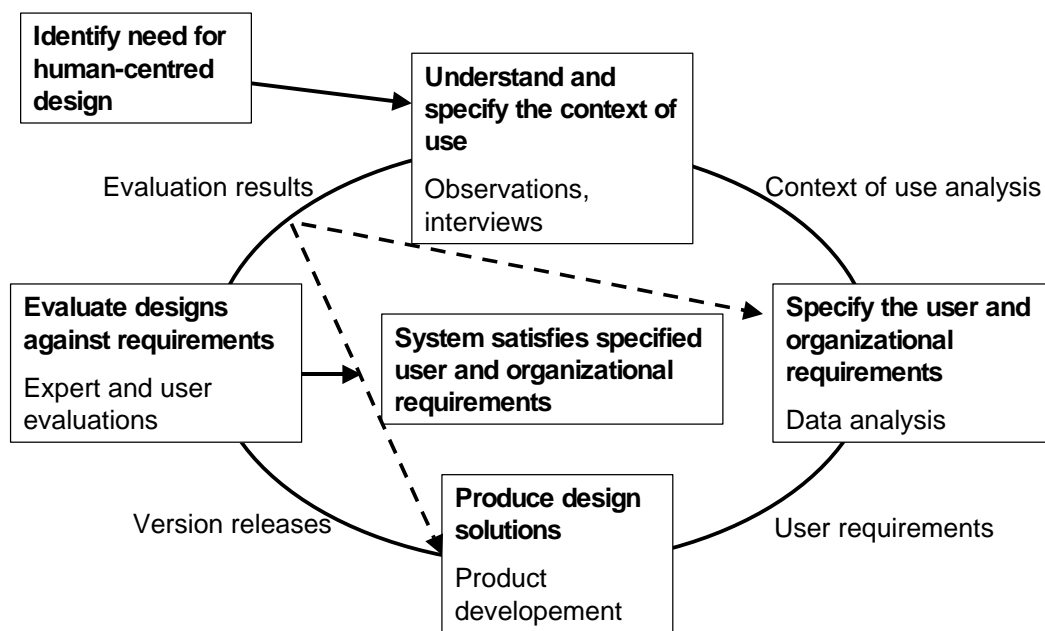 Identify need for
human-centred
design
Understand and
specify the context of
use
Observations,
interviews
Evaluation results
Context of use analysis
Evaluate designs
against requirements
Expert and user
evaluations
System satisfies specified
user and organizational
requirements
Specify the user and
organizational
requirements
Data analysis
Version releases
Produce design
solutions
Product
developement
User requirements